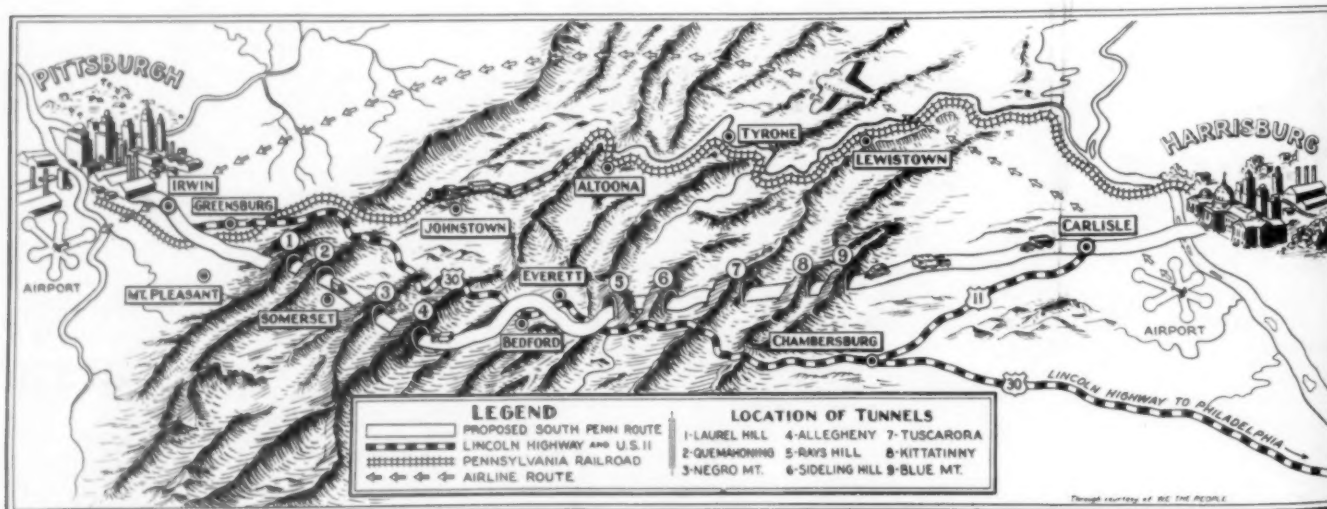 PITTSBURGH
HARRISBURG
TYRONE
LEWISTOWN
ALTOONA
IRWIN
GREENSBURG
JOHNSTOWN
CARLISLE
1
2
AIRPORT
MT. PLEASANT
SOMERSET
3
4
30
EVERETT
BEDFORD
5
6
7
8
9
11
AIRPORT
CHAMBERSBURG
30
LINCOLN HIGHWAY TO PHILADELPHIA
LEGEND
PROPOSED SOUTH PENN ROUTE
LINCOLN HIGHWAY AND U.S. 11
PENNSYLVANIA RAILROAD
AIRLINE ROUTE
LOCATION OF TUNNELS
1-LAUREL HILL 4-ALLEGHENY 7-TUSCARORA
2-QUEMAHONING 5-RAYS HILL 8-KITTATINNY
3-NEGRO MT. 6-SIDELING HILL 9-BLUE MT.
Through courtesy of WE THE PEOPLE